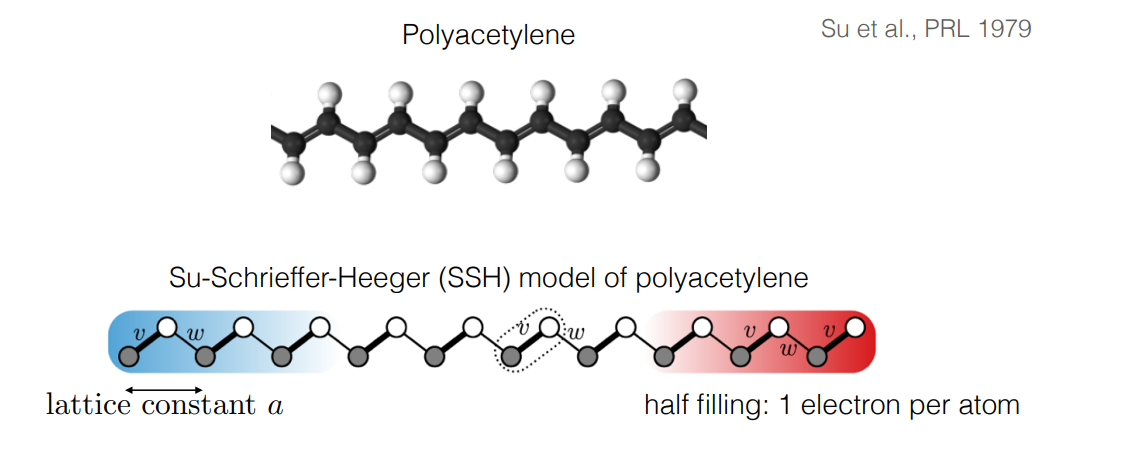 Polyacetylene
Su et al., PRL 1979
Su-Schrieffer-Heeger (SSH) model of polyacetylene
v w v w v w v
lattice constant a
half filling: 1 electron per atom